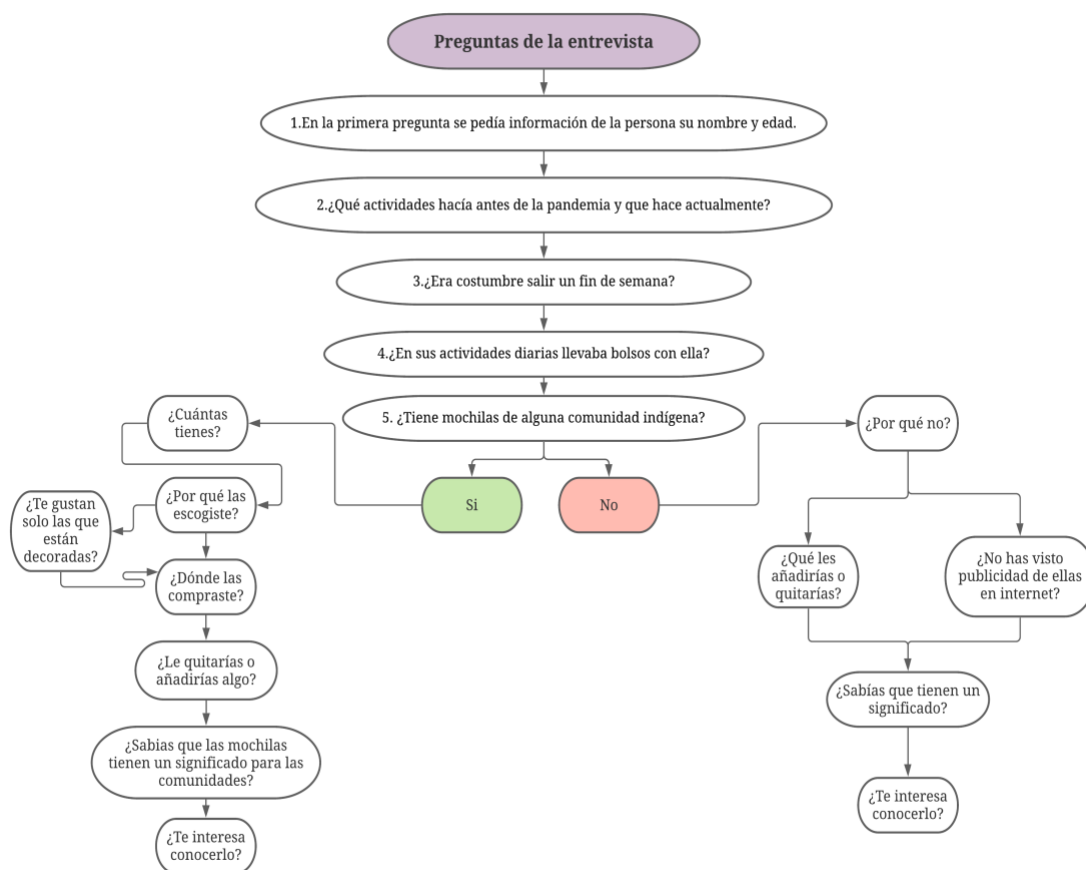 Preguntas de la entrevista
1.En la primera pregunta se pedía información de la persona su nombre y edad.
2.¿Qué actividades hacía antes de la pandemia y que hace actualmente?
3.¿Era costumbre salir un fin de semana?
4.¿En sus actividades diarias llevaba bolsos con ella?
5. ¿Tiene mochilas de alguna comunidad indígena?
Si
No
¿Cuántas
tienes?
¿Por qué las
escogiste?
¿Te gustan
solo las que
están
decoradas?
¿Dónde las
compraste?
¿Le quitarías o
añadirías algo?
¿Sabias que las mochilas
tienen un significado para las
comunidades?
¿Te interesa
conocerlo?
¿Por qué no?
¿Qué les
añadirías o
quitarías?
¿No has visto
publicidad de ellas
en internet?
¿Sabías que tienen un
significado?
¿Te interesa
conocerlo?